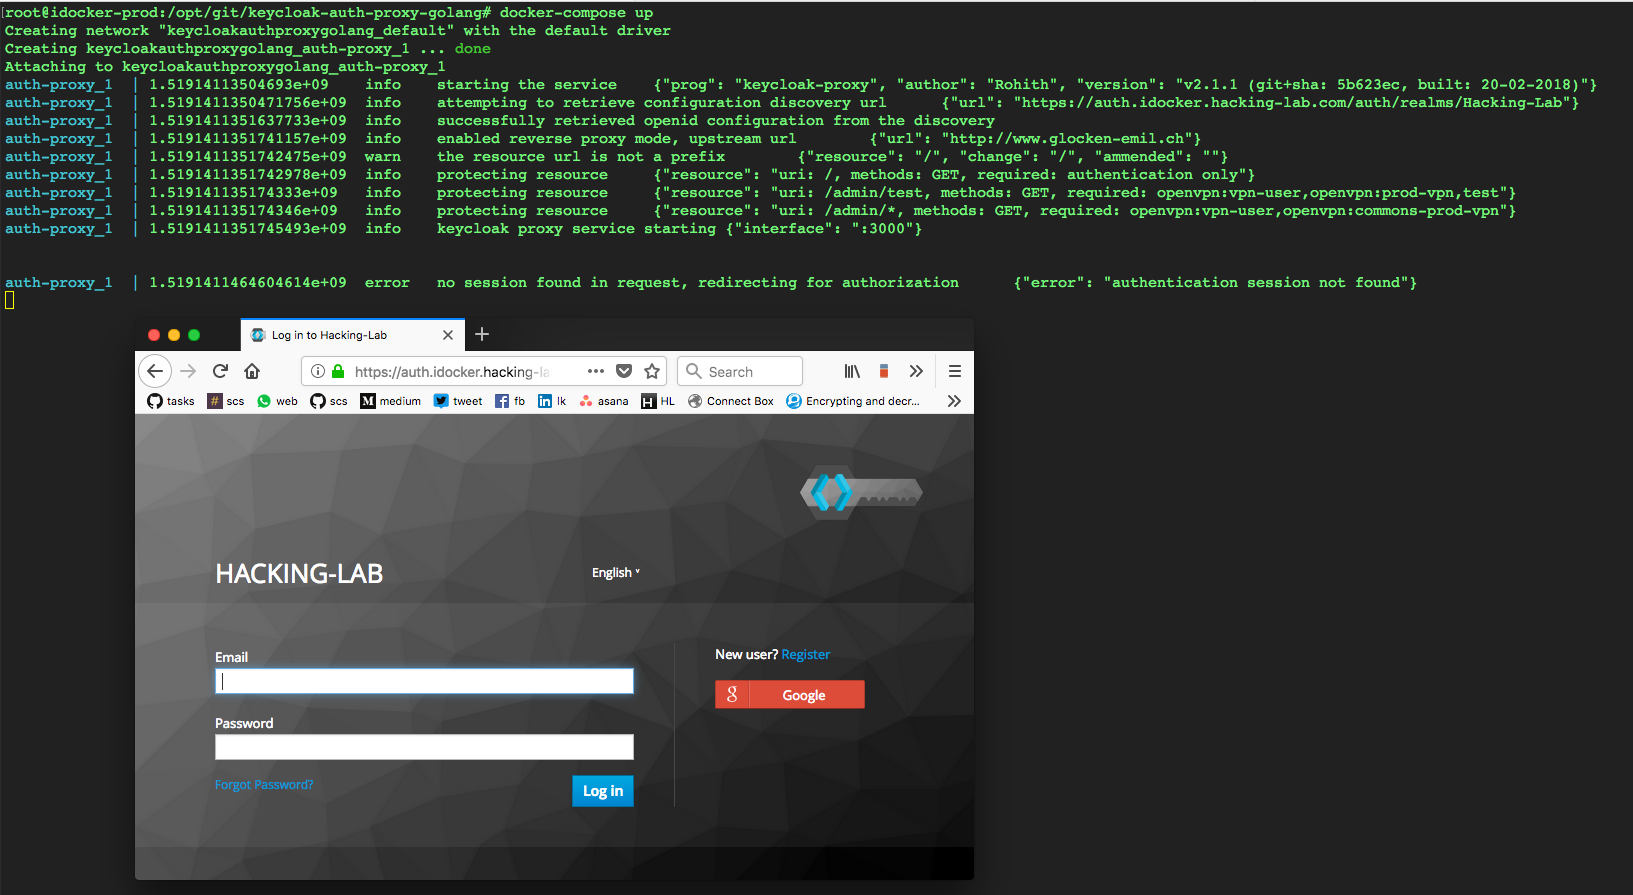 [root@idocker-prod:/opt/git/keycloak-auth-proxy-golang# docker-compose up
Creating network "keycloakauthproxygolang_default" with the default driver
Creating keycloakauthproxygolang_auth-proxy_1 ... done
Attaching to keycloakauthproxygolang_auth-proxy_1
auth-proxy_1 | 1.51914113504693e+09 info starting the service {"prog": "keycloak-proxy", "author": "Rohith", "version": "v2.1.1 (git+sha: 5b623ec, built: 20-02-2018)"}
auth-proxy_1 | 1.5191411350471756e+09 info attempting to retrieve configuration discovery url {"url": "https://auth.idocker.hacking-lab.com/auth/realms/Hacking-Lab"}
auth-proxy_1 | 1.5191411351637733e+09 info successfully retrieved openid configuration from the discovery
auth-proxy_1 | 1.5191411351741157e+09 info enabled reverse proxy mode, upstream url {"url": "http://www.glocken-emil.ch"}
auth-proxy_1 | 1.5191411351742475e+09 warn the resource url is not a prefix {"resource": "/", "change": "/", "ammended": ""}
auth-proxy_1 | 1.5191411351742978e+09 info protecting resource {"resource": "uri: /, methods: GET, required: authentication only"}
auth-proxy_1 | 1.519141135174333e+09 info protecting resource {"resource": "uri: /admin/test, methods: GET, required: openvpn:vpn-user,openvpn:prod-vpn,test"}
auth-proxy_1 | 1.519141135174346e+09 info protecting resource {"resource": "uri: /admin/*, methods: GET, required: openvpn:vpn-user,openvpn:commons-prod-vpn"}
auth-proxy_1 | 1.5191411351745493e+09 info keycloak proxy service starting {"interface": ":3000"}
auth-proxy_1 | 1.5191411464604614e+09 error no session found in request, redirecting for authorization {"error": "authentication session not found"}
Log in to Hacking-Lab
https://auth.idocker.hacking-la
Search
tasks scs web scs medium tweet fb lk asana HL Connect Box Encrypting and decr...
HACKING-LAB
English
Email
New user? Register
Google
Password
Forgot Password?
Log in